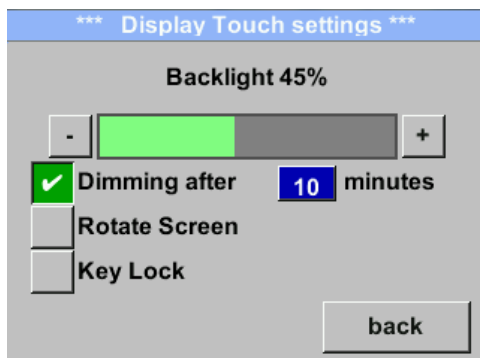 *** Display Touch settings ***
Backlight 45%
- +
Dimming after 10 minutes
Rotate Screen
Key Lock
back